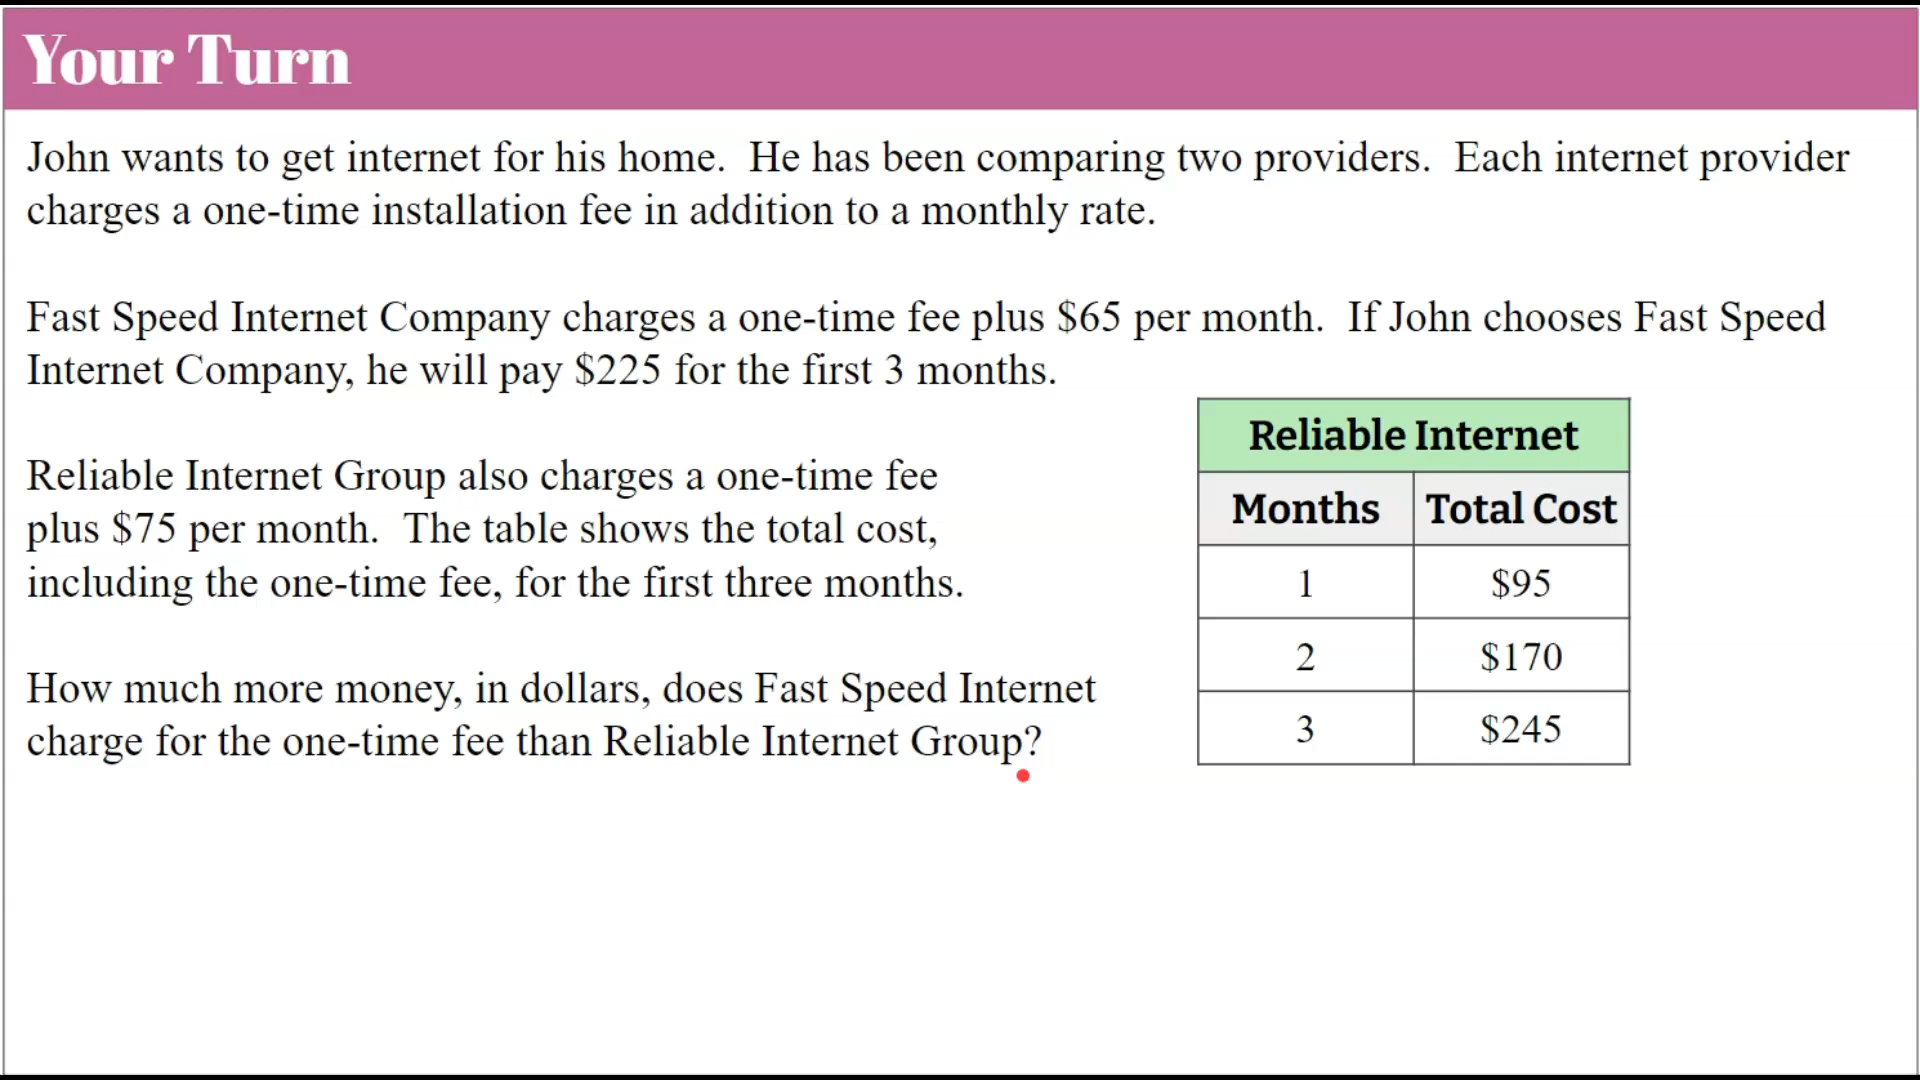 Your Turn
John wants to get internet for his home.  He has been comparing two providers.  Each internet provider
charges a one-time installation fee in addition to a monthly rate.
Fast Speed Internet Company charges a one-time fee plus $65 per month.  If John chooses Fast Speed
Internet Company, he will pay $225 for the first 3 months.
Reliable Internet Group also charges a one-time fee
plus $75 per month.  The table shows the total cost,
including the one-time fee, for the first three months.
How much more money, in dollars, does Fast Speed Internet
charge for the one-time fee than Reliable Internet Group?
Reliable Internet
Months Total Cost
1 $95
2 $170
3 $245